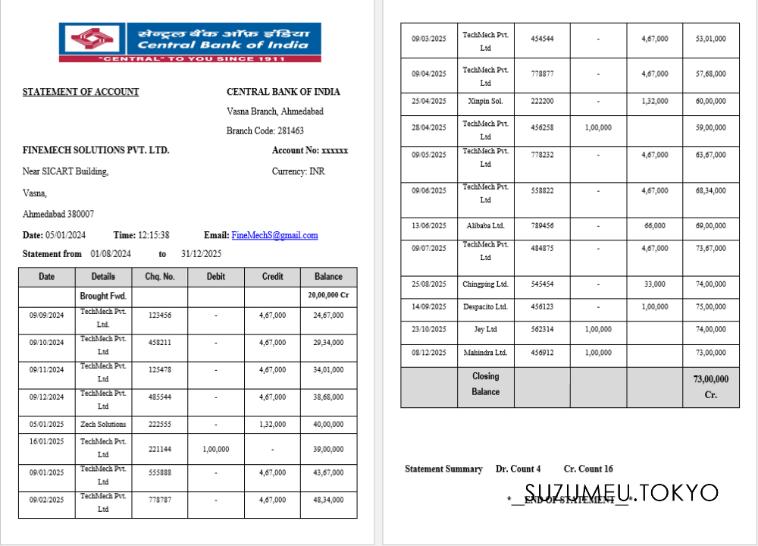 सेन्ट्रल बैंक ऑफ़ इंडिया
Central Bank of India
"CENTRAL" TO YOU SINCE 1911
STATEMENT OF ACCOUNT
CENTRAL BANK OF INDIA
Vasna Branch, Ahmedabad
Branch Code: 281463
FINEMECH SOLUTIONS PVT. LTD. Account No: xxxxxx
Near SICART Building, Currency: INR
Vasna,
Ahmedabad 380007
Date: 05/01/2024 Time: 12:15:38 Email: FineMechS@gmail.com
Statement from 01/08/2024 to 31/12/2025
Date Details Chq. No. Debit Credit Balance
Brought Fwd. 20,00,000 Cr
09/09/2024 TechMech Pvt. Ltd. 123456 - 4,67,000 24,67,000
09/10/2024 TechMech Pvt. Ltd 458211 - 4,67,000 29,34,000
09/11/2024 TechMech Pvt. Ltd 125478 - 4,67,000 34,01,000
09/12/2024 TechMech Pvt. Ltd 485544 - 4,67,000 38,68,000
05/01/2025 Zech Solutions 222555 - 1,32,000 40,00,000
16/01/2025 TechMech Pvt. Ltd 221144 1,00,000 - 39,00,000
09/01/2025 TechMech Pvt. Ltd 555888 - 4,67,000 43,67,000
09/02/2025 TechMech Pvt. Ltd 778787 - 4,67,000 48,34,000
09/03/2025 TechMech Pvt. Ltd 454544 - 4,67,000 53,01,000
09/04/2025 TechMech Pvt. Ltd 778877 - 4,67,000 57,68,000
25/04/2025 Xinpin Sol. 222200 - 1,32,000 60,00,000
28/04/2025 TechMech Pvt. Ltd 456258 1,00,000 59,00,000
09/05/2025 TechMech Pvt. Ltd 778232 - 4,67,000 63,67,000
09/06/2025 TechMech Pvt. Ltd 558822 - 4,67,000 68,34,000
13/06/2025 Alibaba Ltd. 789456 - 66,000 69,00,000
09/07/2025 TechMech Pvt. Ltd 484875 - 4,67,000 73,67,000
25/08/2025 Chingping Ltd. 545454 - 33,000 74,00,000
14/09/2025 Despacito Ltd. 456123 - 1,00,000 75,00,000
23/10/2025 Jey Ltd 562314 1,00,000 74,00,000
08/12/2025 Mahindra Ltd. 456912 1,00,000 73,00,000
Closing Balance 73,00,000 Cr.
Statement Summary Dr. Count 4 Cr. Count 16
*__END OF STATEMENT__*
SUZUMEU.TOKYO